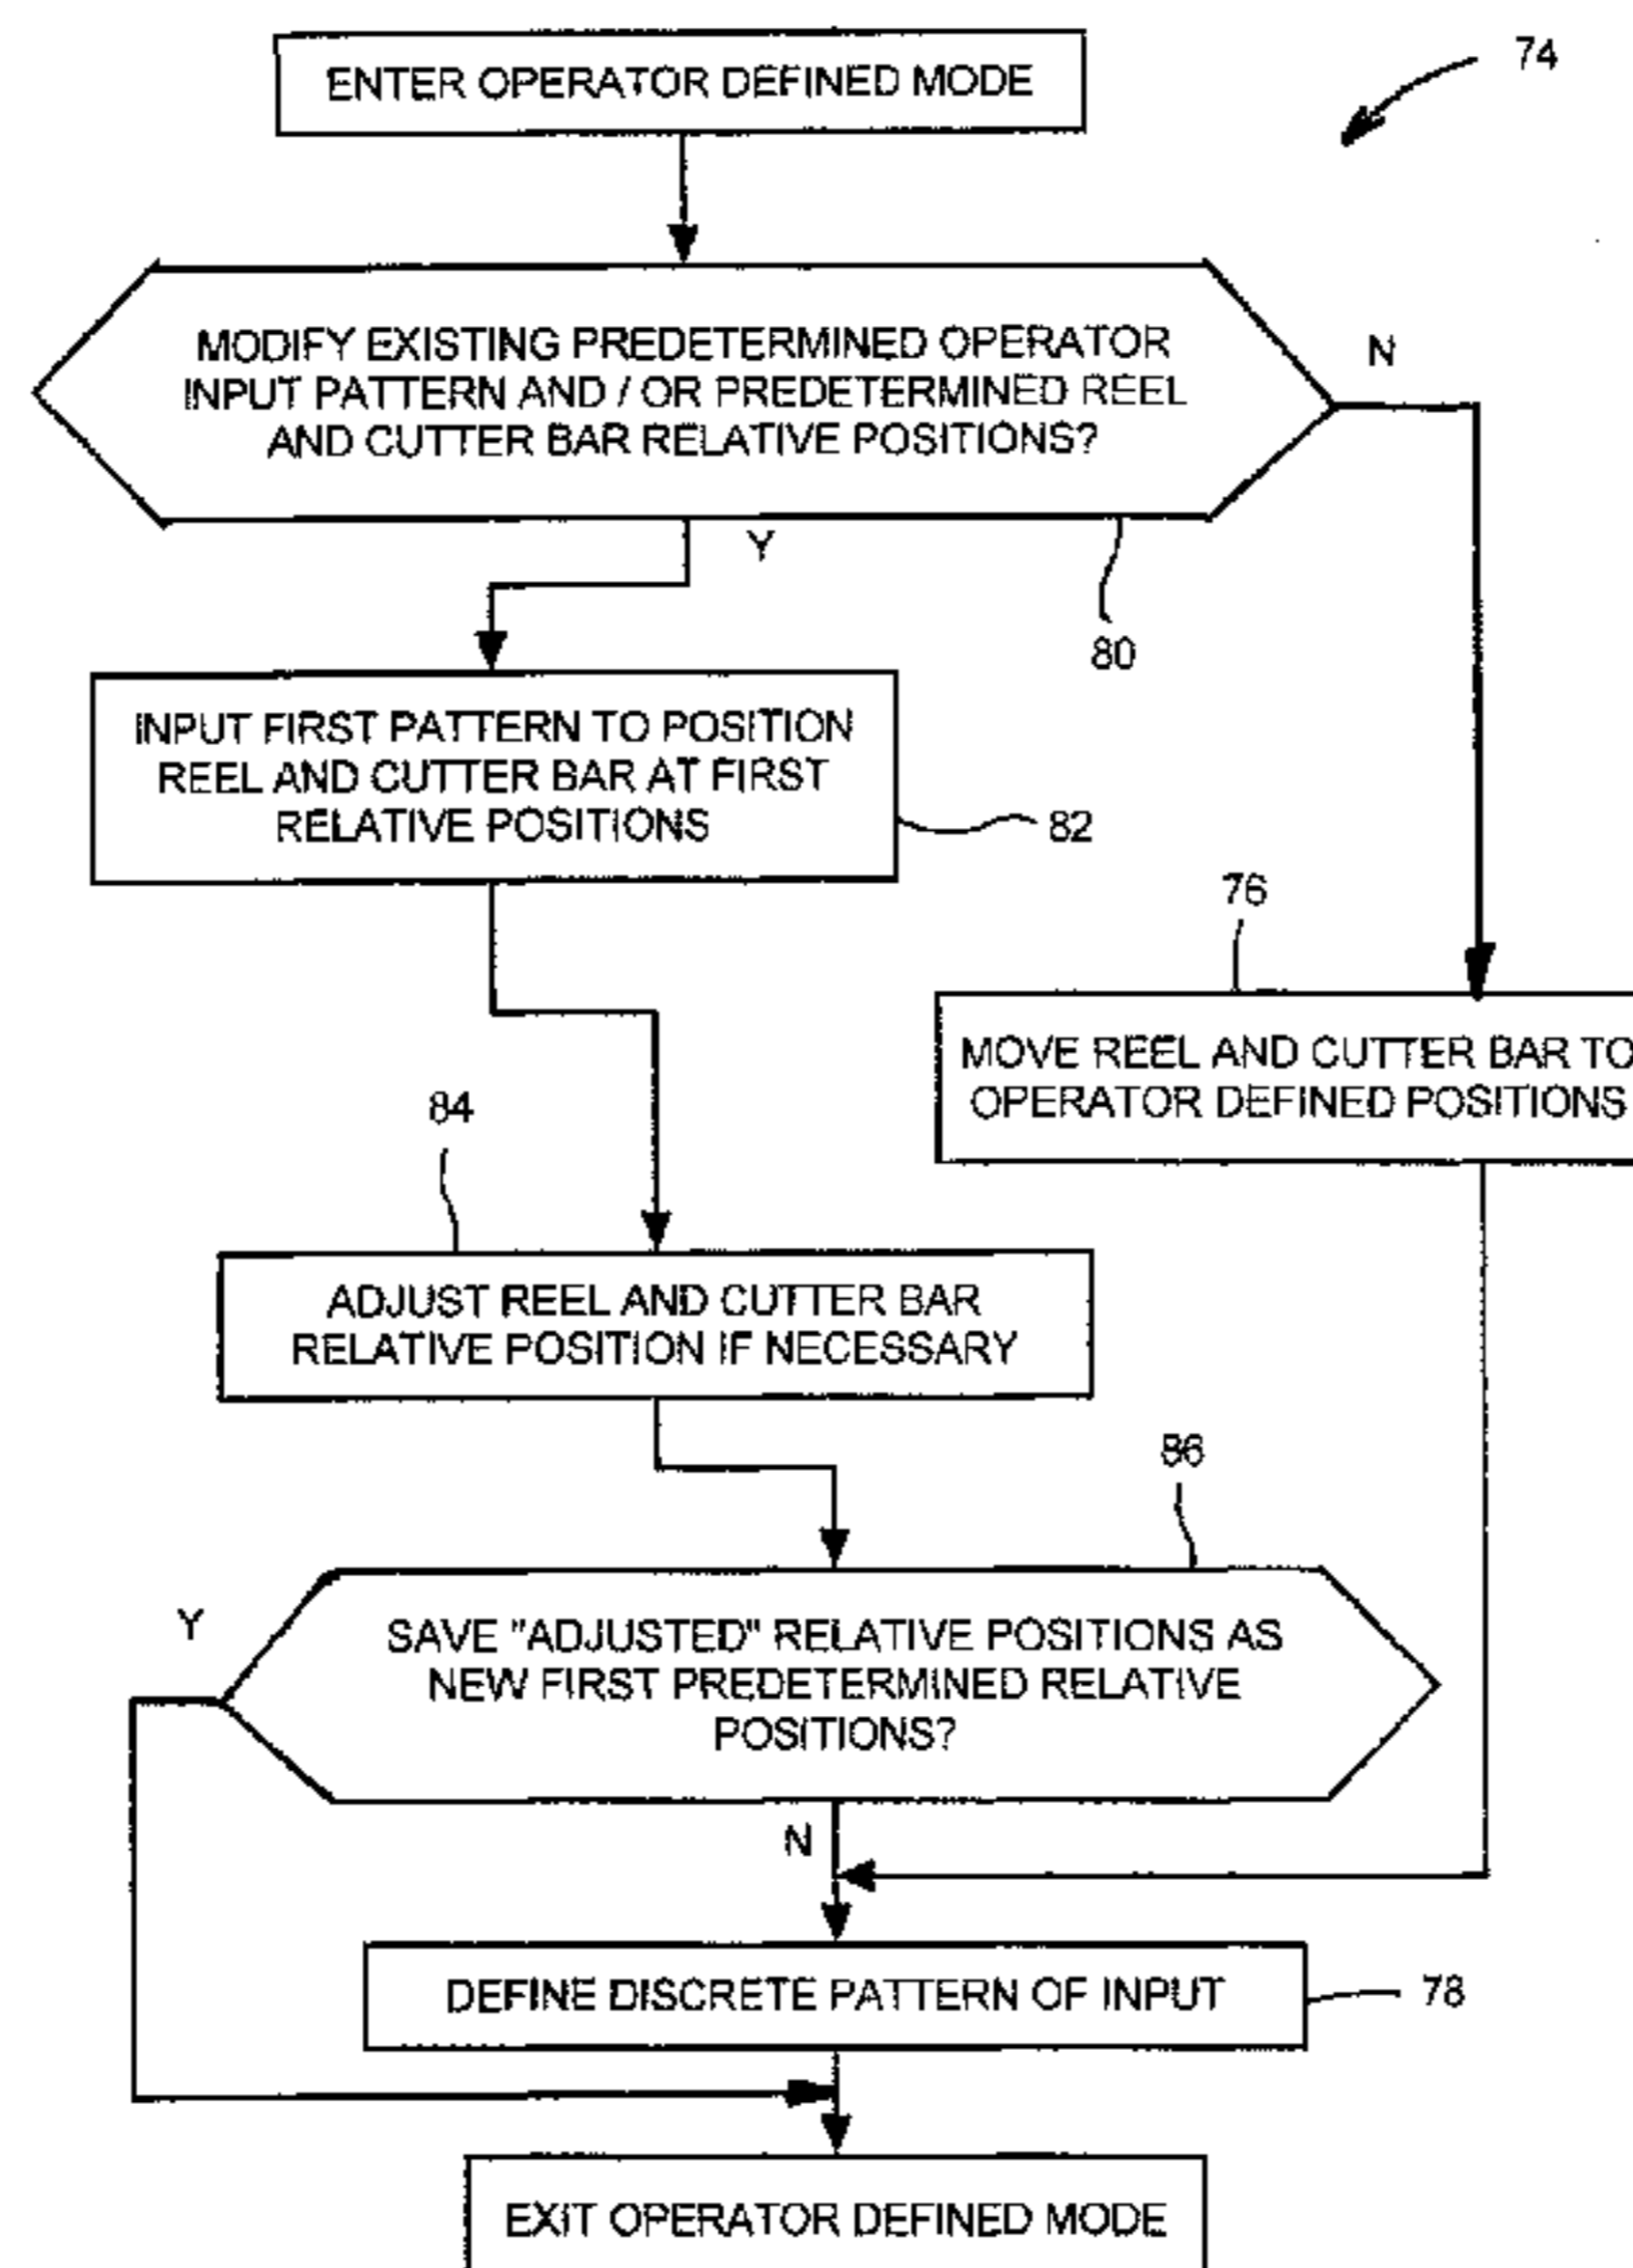 ENTER OPERATOR DEFINED MODE
74
MODIFY EXISTING PREDETERMINED OPERATOR
INPUT PATTERN AND / OR PREDETERMINED REEL
AND CUTTER BAR RELATIVE POSITIONS?
N
Y
80
INPUT FIRST PATTERN TO POSITION
REEL AND CUTTER BAR AT FIRST
RELATIVE POSITIONS
82
76
MOVE REEL AND CUTTER BAR TO
OPERATOR DEFINED POSITIONS
84
ADJUST REEL AND CUTTER BAR
RELATIVE POSITION IF NECESSARY
86
Y
SAVE "ADJUSTED" RELATIVE POSITIONS AS
NEW FIRST PREDETERMINED RELATIVE
POSITIONS?
N
DEFINE DISCRETE PATTERN OF INPUT
78
EXIT OPERATOR DEFINED MODE